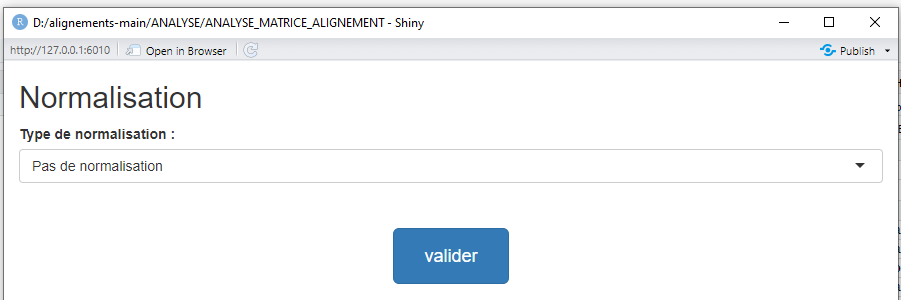 R D:/alignements-main/ANALYSE/ANALYSE_MATRICE_ALIGNEMENT - Shiny
http://127.0.0.1:6010 Open in Browser Publish
Normalisation
Type de normalisation :
Pas de normalisation
valider